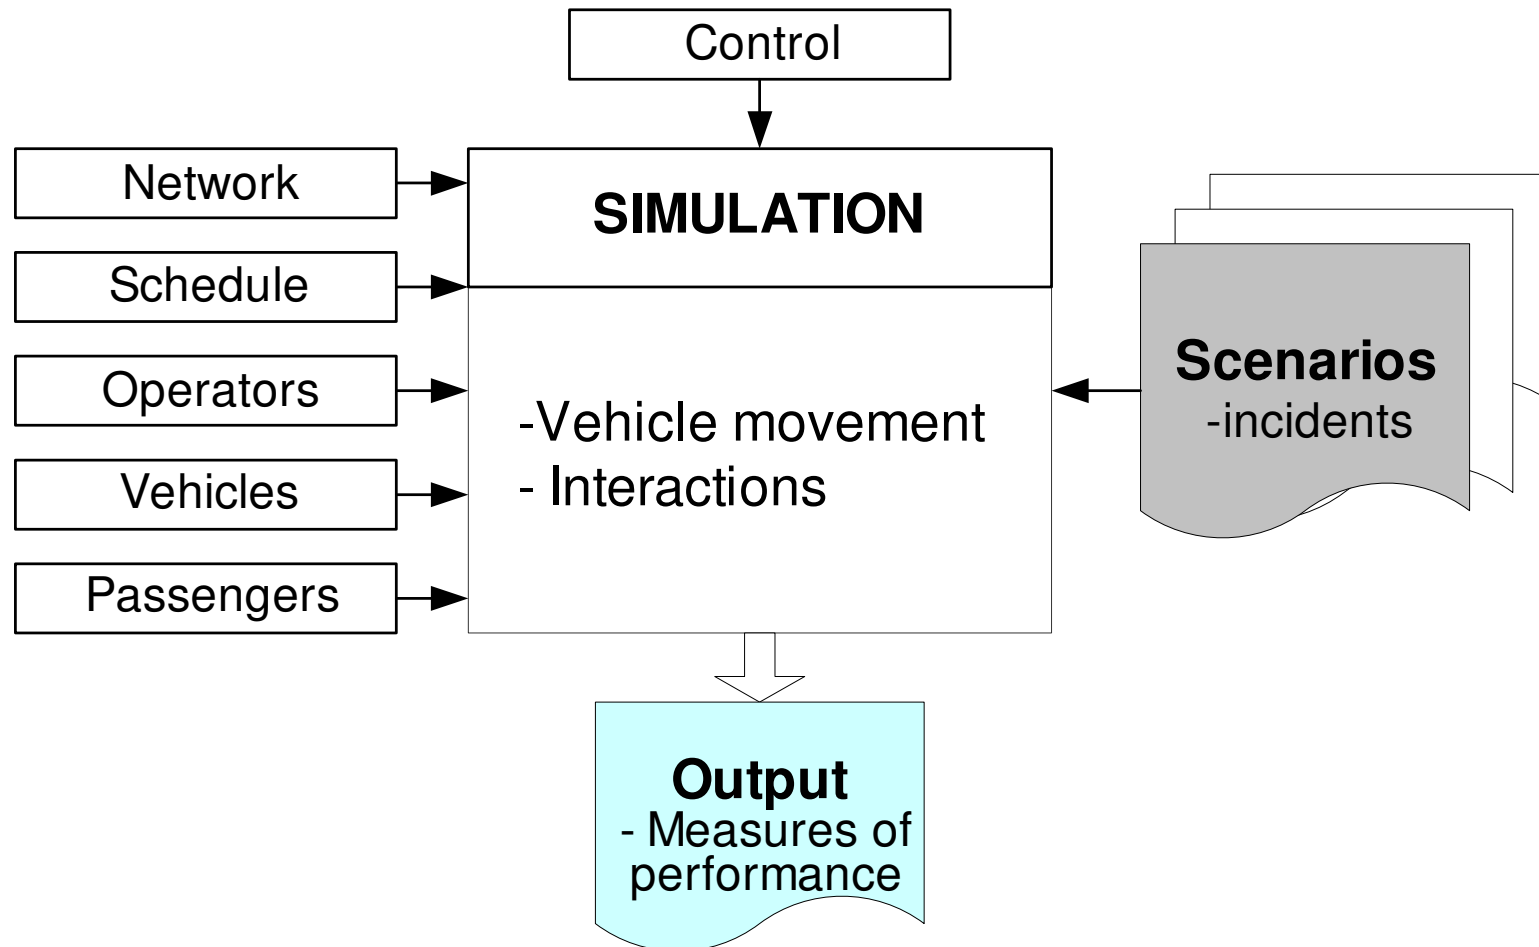 Control
Network
SIMULATION
Schedule
Operators
Vehicles
Passengers
-Vehicle movement
- Interactions
Scenarios
-incidents
Output
- Measures of
performance